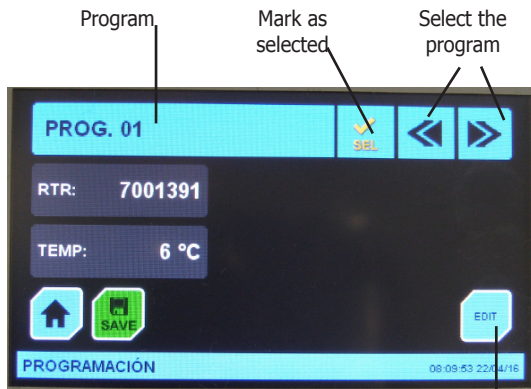 Program
Mark as
selected
Select the
program
PROG. 01
SEL
RTR: 7001391
TEMP: 6 °C
SAVE
EDIT
PROGRAMACIÓN
08:09:53 22/04/16